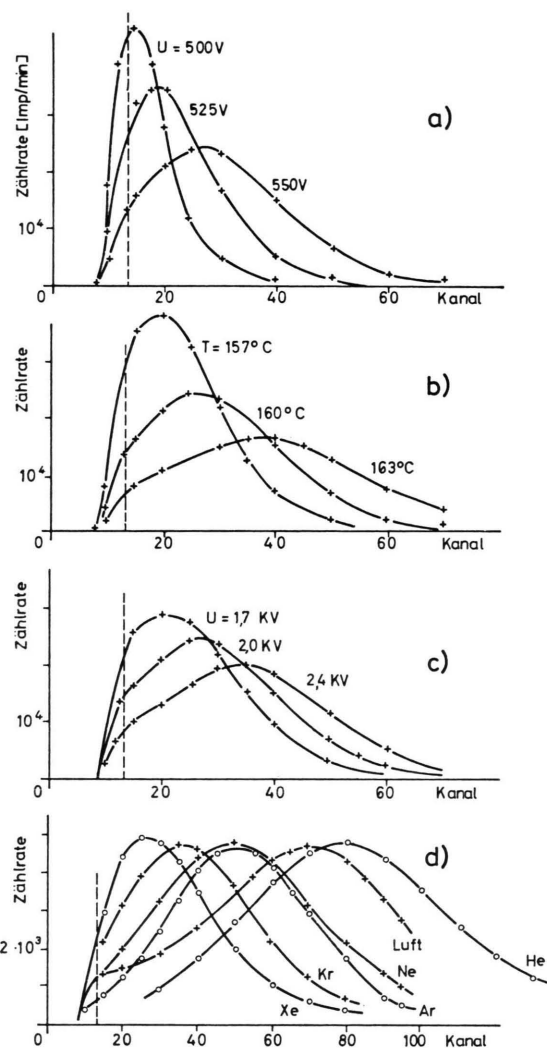 Zählrate [Imp/min]
U = 500V
525V
a)
550V
10⁴
0
20
40
60
Kanal
Zählrate
T = 157°C
b)
160°C
163°C
10⁴
0
20
40
60
Kanal
Zählrate
U = 1,7 KV
2,0 KV
c)
2,4 KV
10⁴
0
20
40
60
Kanal
Zählrate
d)
2·10³
Luft
He
Kr
Ne
Xe
Ar
0
20
40
60
80
100
Kanal